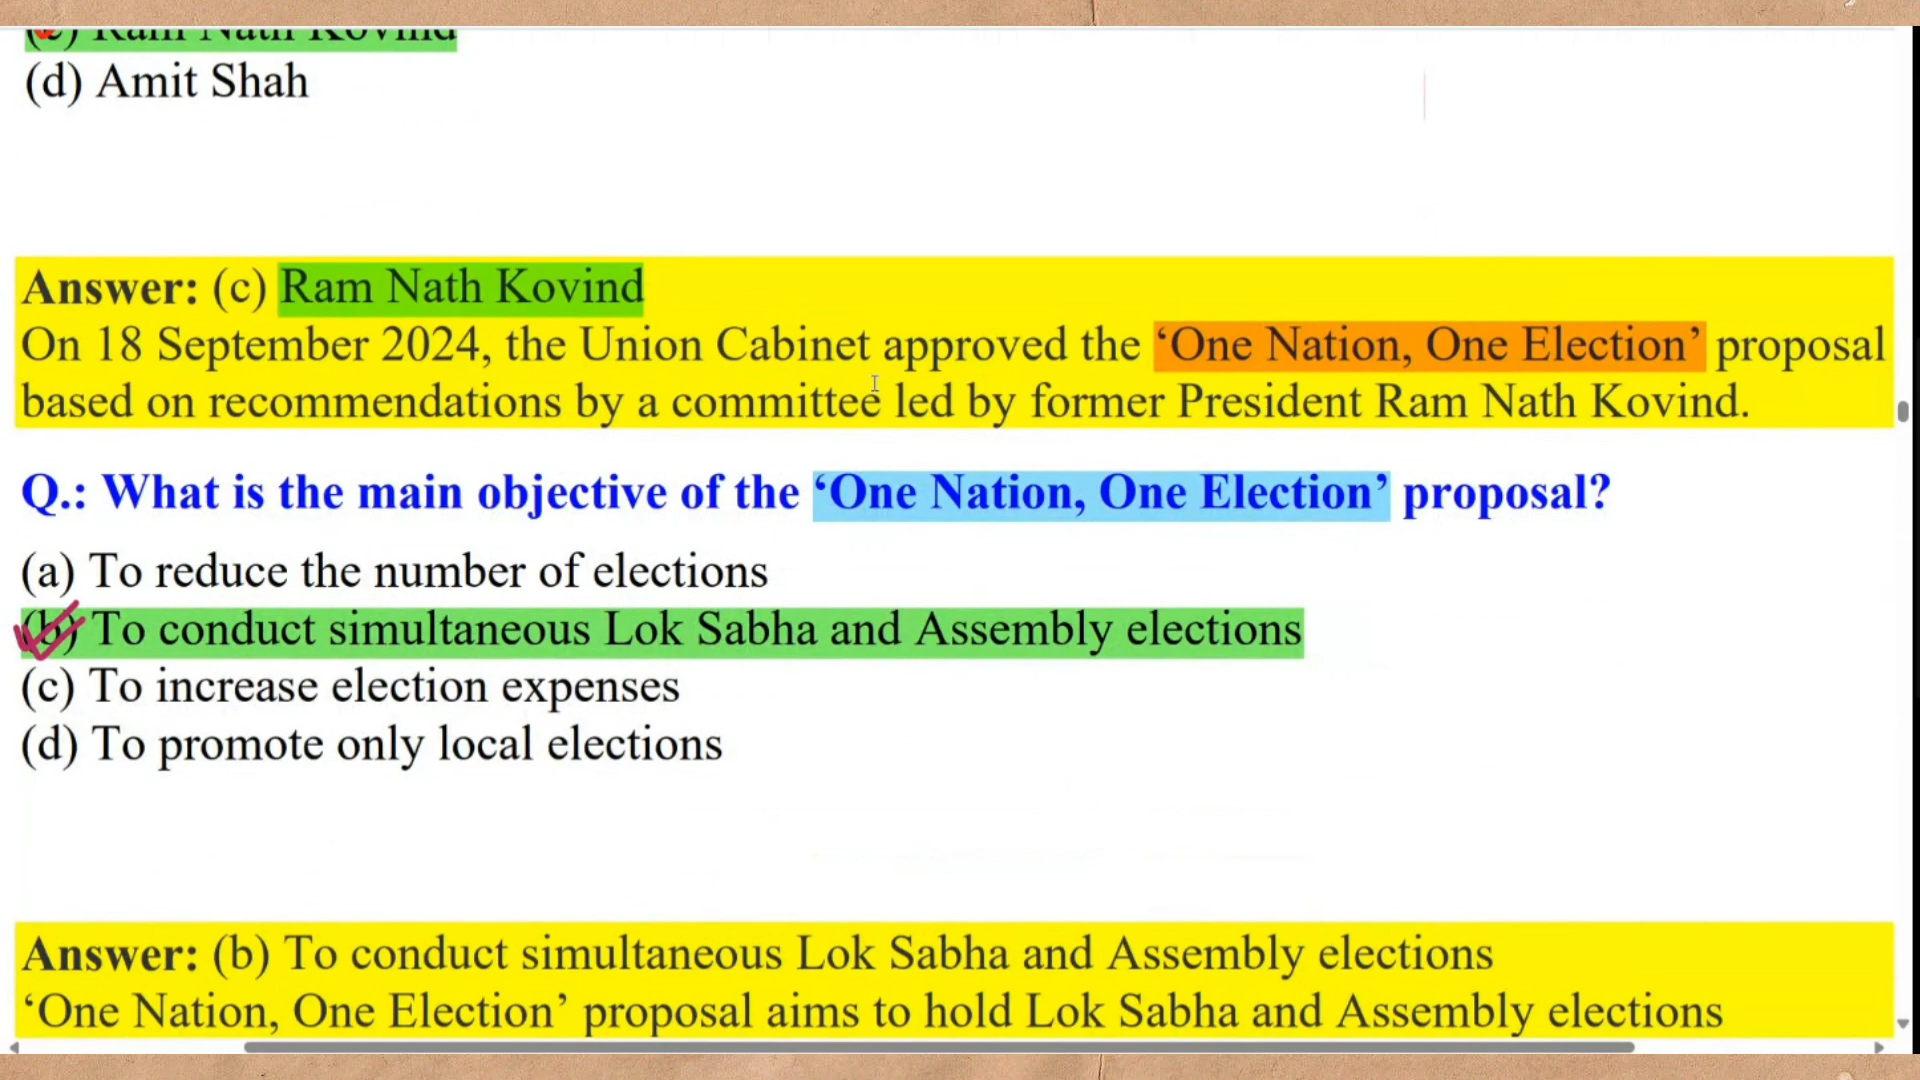 (c) Ram Nath Kovind
(d) Amit Shah
Answer: (c) Ram Nath Kovind
On 18 September 2024, the Union Cabinet approved the ‘One Nation, One Election’ proposal
based on recommendations by a committee led by former President Ram Nath Kovind.
Q.: What is the main objective of the ‘One Nation, One Election’ proposal?
(a) To reduce the number of elections
(b) To conduct simultaneous Lok Sabha and Assembly elections
(c) To increase election expenses
(d) To promote only local elections
Answer: (b) To conduct simultaneous Lok Sabha and Assembly elections
‘One Nation, One Election’ proposal aims to hold Lok Sabha and Assembly elections